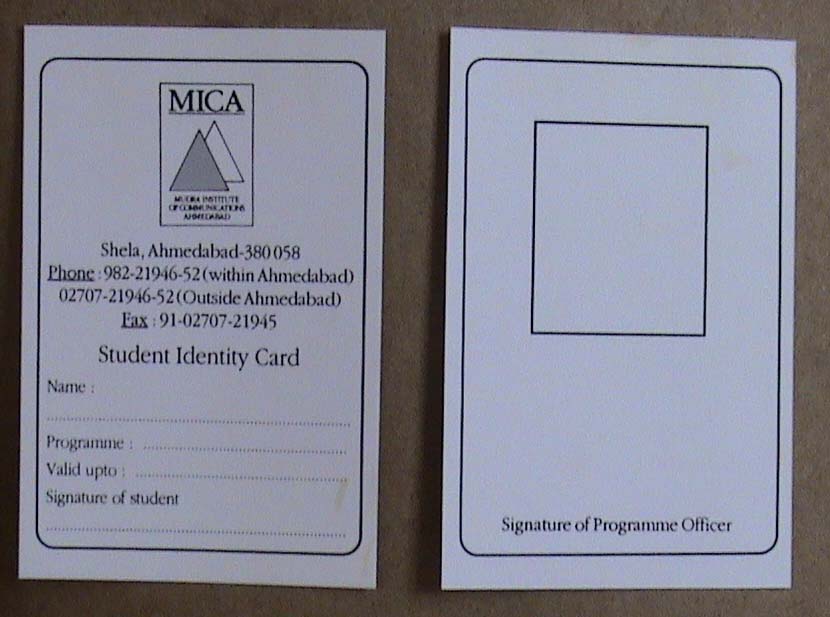 MICA
MUDRA INSTITUTE
OF COMMUNICATIONS
AHMEDABAD
Shela, Ahmedabad-380 058
Phone : 982-21946-52 (within Ahmedabad)
02707-21946-52 (Outside Ahmedabad)
Fax : 91-02707-21945
Student Identity Card
Name :
Programme :
Valid upto :
Signature of student
Signature of Programme Officer